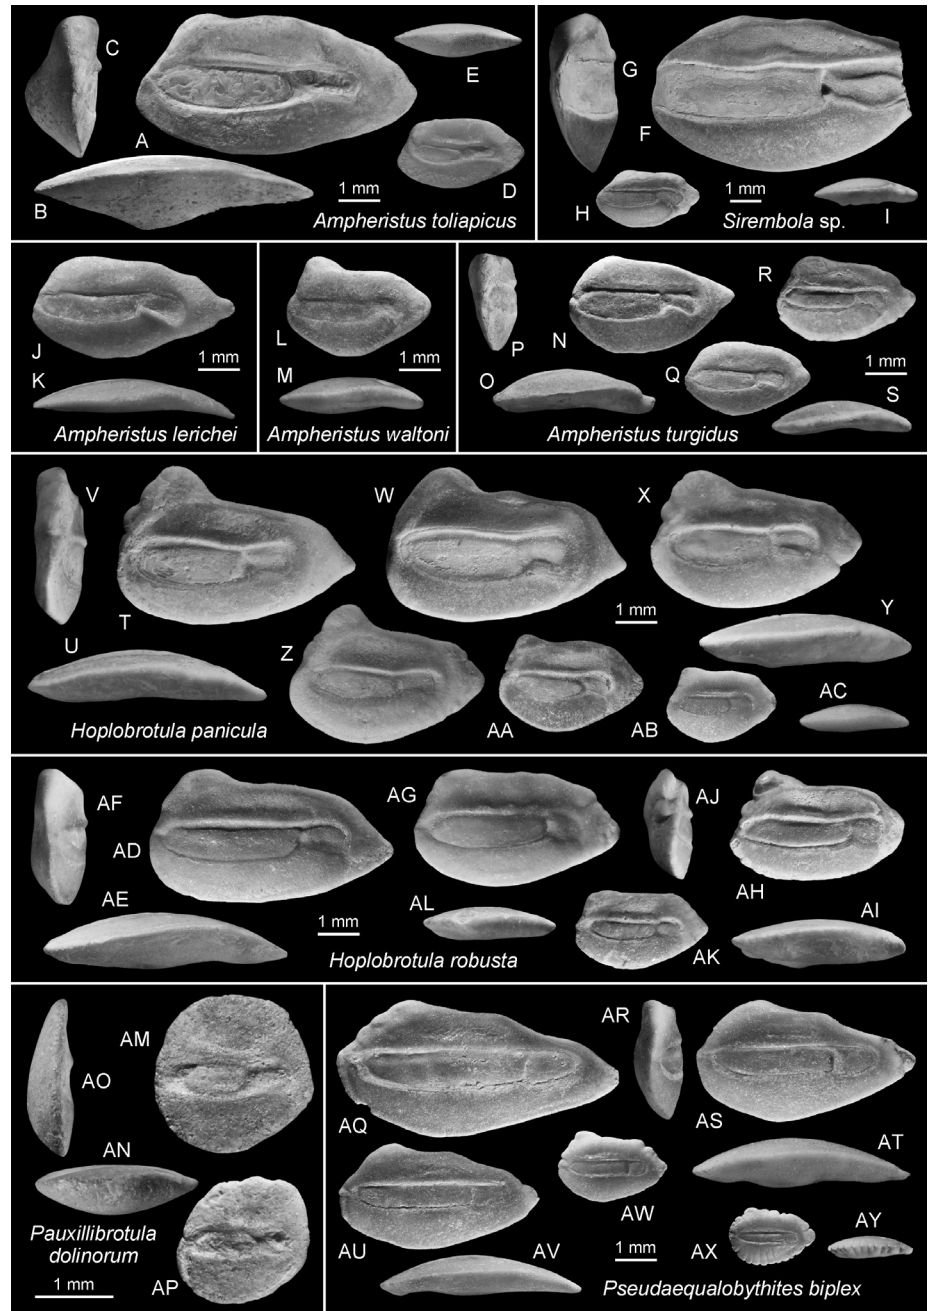 C
E
G
A
F
1 mm
D
B
H
1 mm
I
Ampheristus toliapicus
Sirembola sp.
R
J
L
P
N
1 mm
1 mm
1 mm
K
M
O
Q
S
Ampheristus lerichei
Ampheristus waltoni
Ampheristus turgidus
V
W
X
T
1 mm
Y
U
Z
AC
Hoplobrotula panicula
AA
AB
AF
AG
AJ
AD
AH
AE
AL
AI
1 mm
Hoplobrotula robusta
AK
AM
AR
AO
AQ
AS
AN
AT
AW
Pauxillibrotula
dolinorum
AU
AV
AX
AY
1 mm
AP
1 mm
Pseudaequalobythites biplex